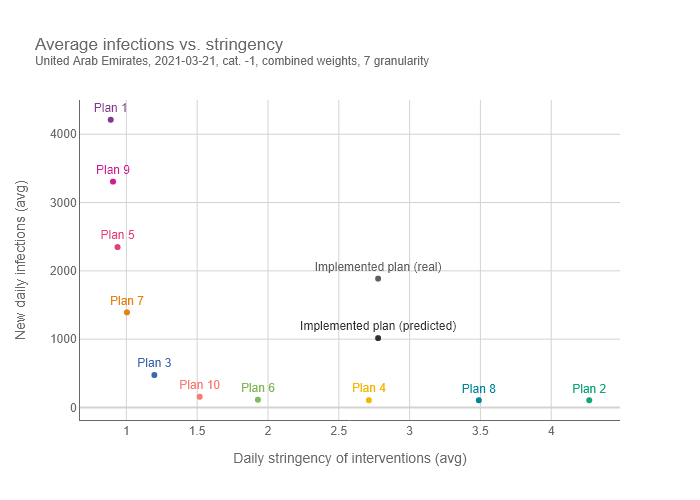 Average infections vs. stringency
United Arab Emirates, 2021-03-21, cat. -1, combined weights, 7 granularity
New daily infections (avg)
4000
3000
2000
1000
0
Plan 1
Plan 9
Plan 5
Implemented plan (real)
Plan 7
Implemented plan (predicted)
Plan 3
Plan 10
Plan 6
Plan 4
Plan 8
Plan 2
1
1.5
2
2.5
3
3.5
4
Daily stringency of interventions (avg)